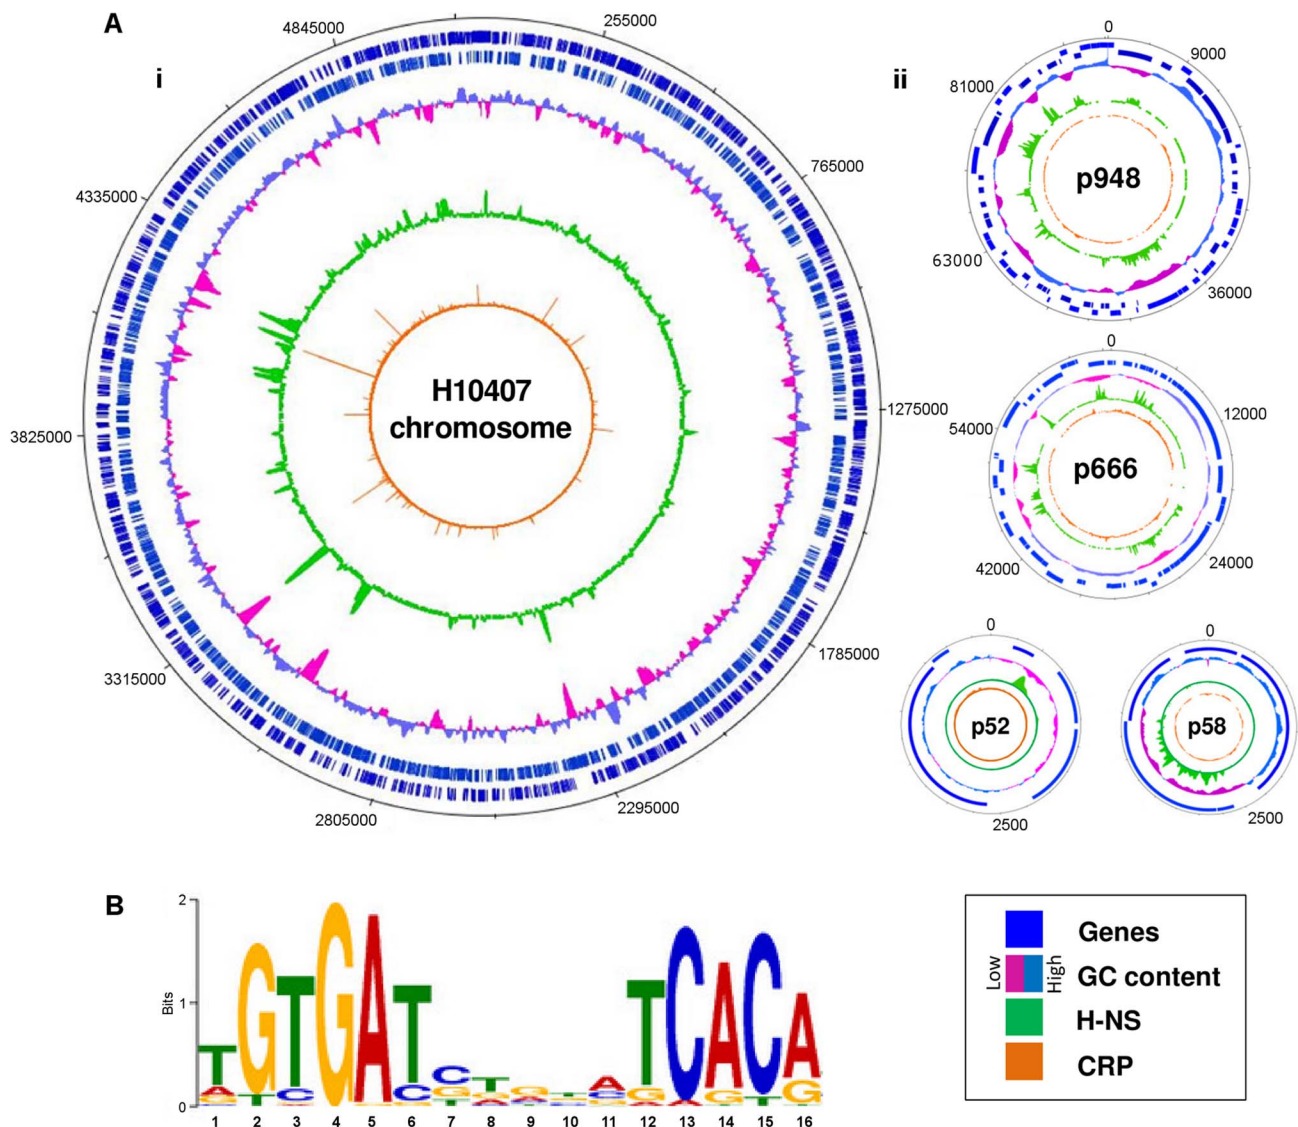 A
i
4845000
255000
765000
1275000
1785000
2295000
2805000
3315000
3825000
4335000
H10407
chromosome
ii
0
9000
36000
63000
81000
p948
0
12000
24000
42000
54000
p666
0
2500
p52
0
2500
p58
B
Bits
2
1
0
T G T G A T C T G A T C A C A
1 2 3 4 5 6 7 8 9 10 11 12 13 14 15 16
Low
High
Genes
GC content
H-NS
CRP